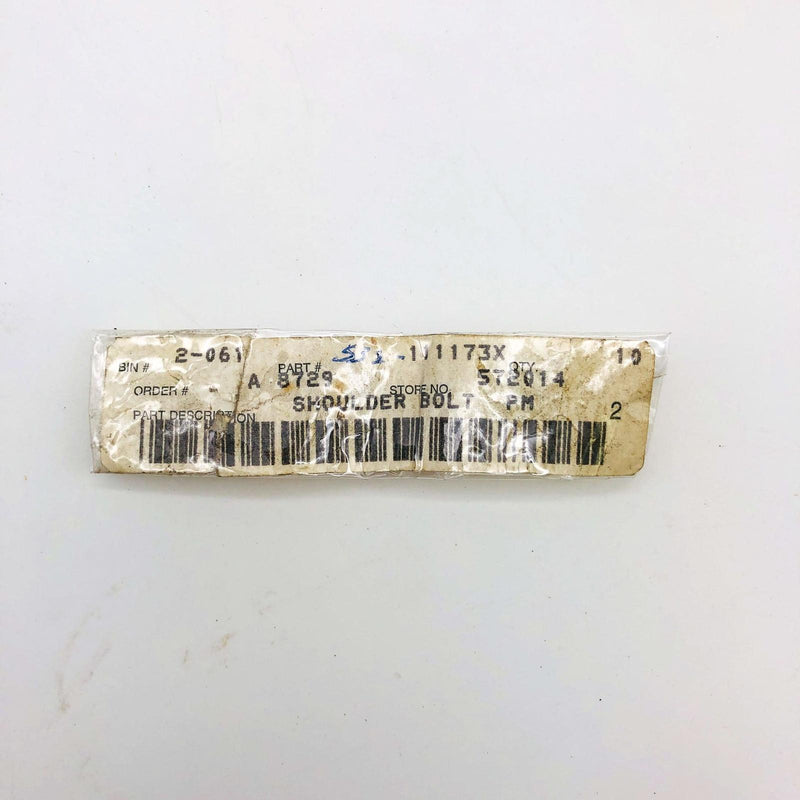 BIN # 2-061 PART # 111173X QTY. 10
ORDER # - A 8729 STORE NO. 572014
PART DESCRIPTION SHOULDER BOLT PM 2